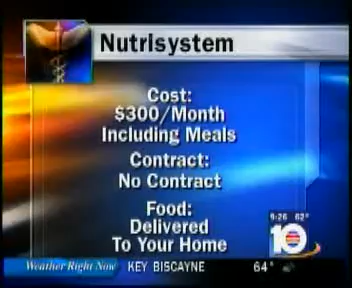 Nutrisystem
Cost:
$300/Month
Including Meals
Contract:
No Contract
Food:
Delivered
To Your Home
9:26 62°
10
Weather Right Now KEY BISCAYNE 64°